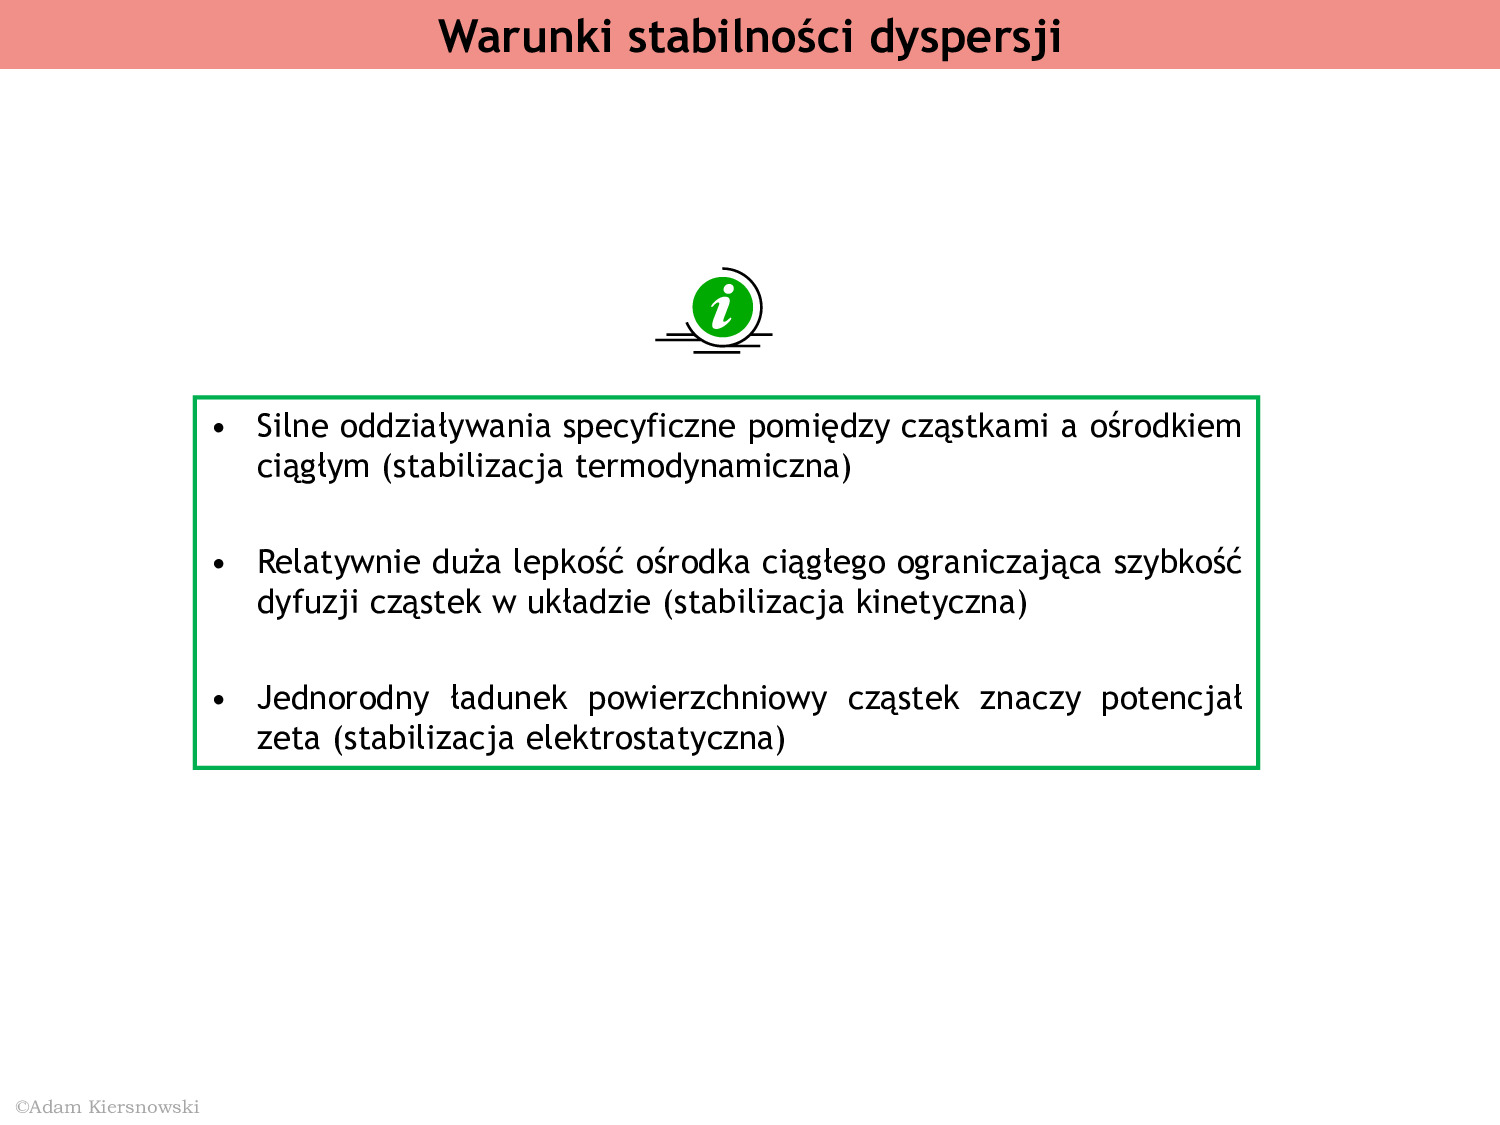 Warunki stabilności dyspersji
i
• Silne oddziaływania specyficzne pomiędzy cząstkami a ośrodkiem
ciągłym (stabilizacja termodynamiczna)
• Relatywnie duża lepkość ośrodka ciągłego ograniczająca szybkość
dyfuzji cząstek w układzie (stabilizacja kinetyczna)
• Jednorodny ładunek powierzchniowy cząstek znaczy potencjał
zeta (stabilizacja elektrostatyczna)
©Adam Kiersnowski